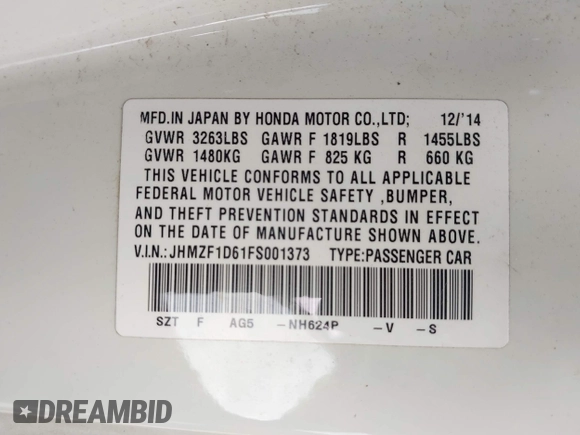 MFD.IN JAPAN BY HONDA MOTOR CO.,LTD; 12/'14
GVWR 3263LBS GAWR F 1819LBS R 1455LBS
GVWR 1480KG GAWR F 825 KG R 660 KG
THIS VEHICLE CONFORMS TO ALL APPLICABLE
FEDERAL MOTOR VEHICLE SAFETY ,BUMPER,
AND THEFT PREVENTION STANDARDS IN EFFECT
ON THE DATE OF MANUFACTURE SHOWN ABOVE.
V.I.N.: JHMZF1D61FS001373 TYPE:PASSENGER CAR
SZT F AG5 -NH624P -V -S
DREAMBID